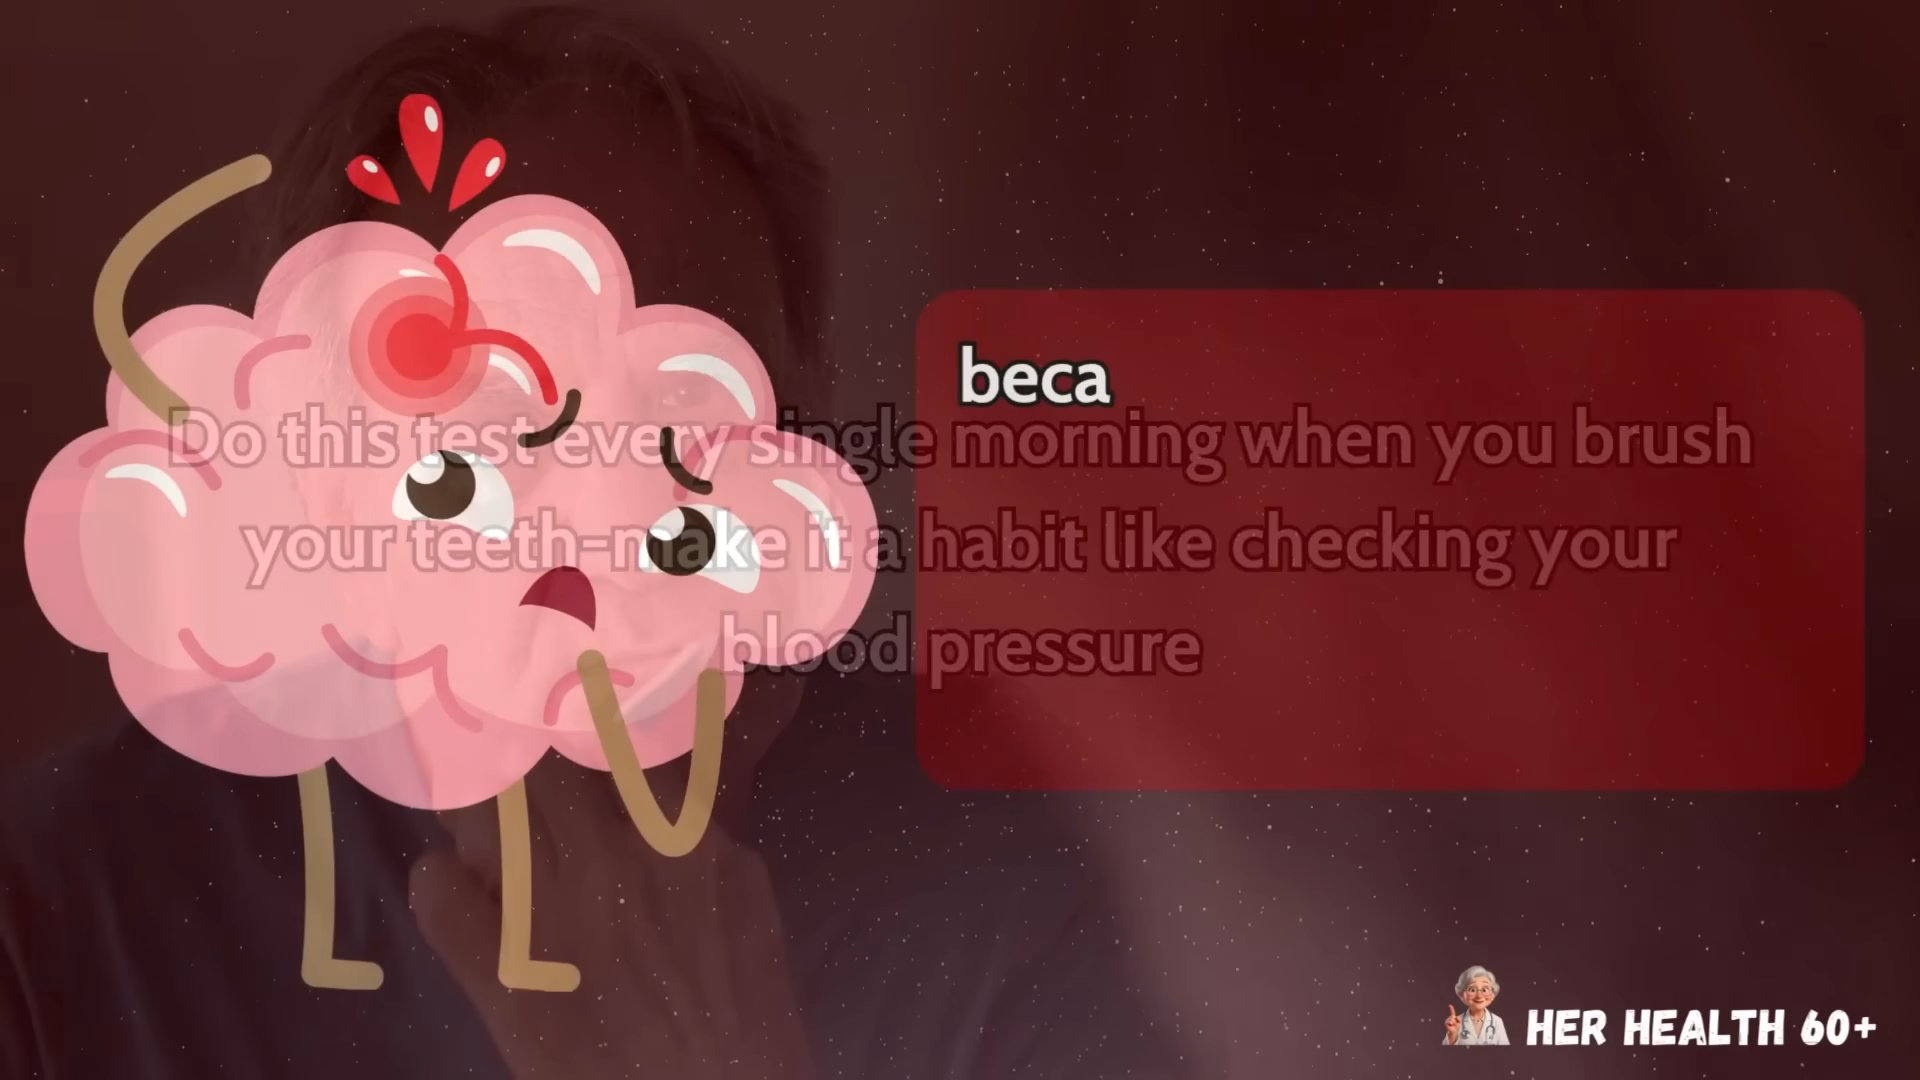 beca
Do this test every single morning when you brush
your teeth-make it a habit like checking your
blood pressure
HER HEALTH 60+